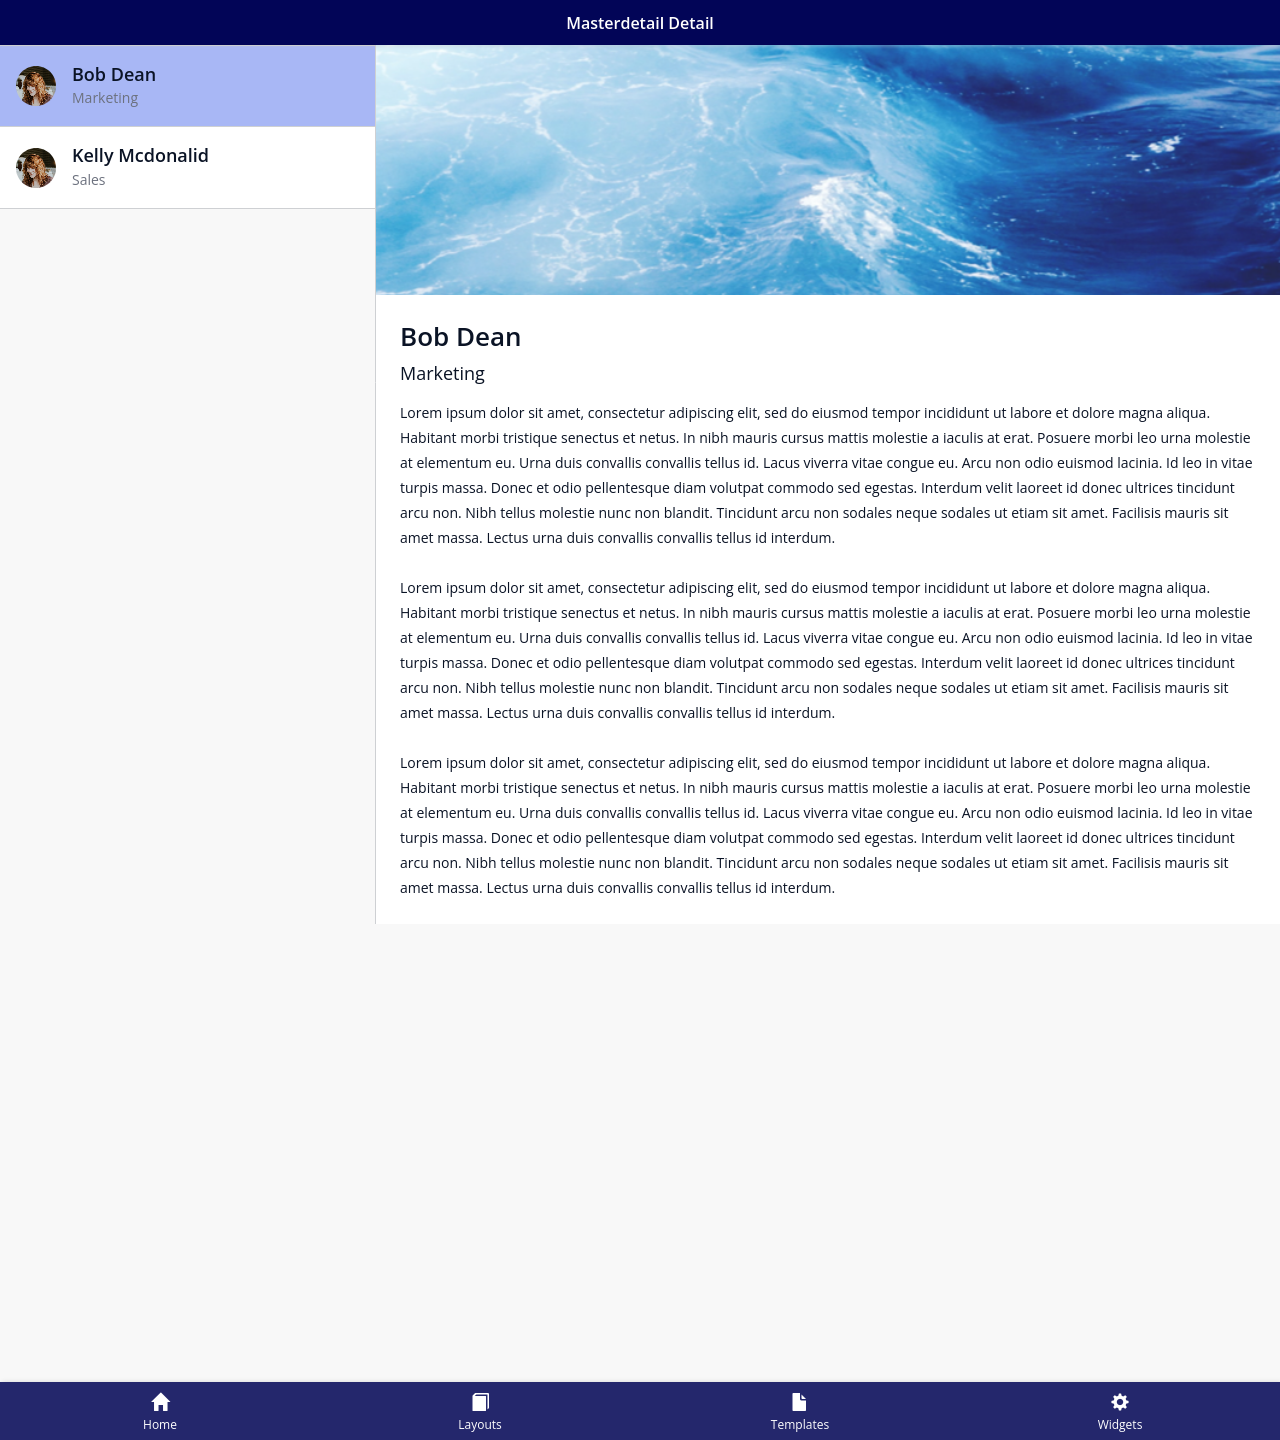 Masterdetail Detail
Bob Dean
Marketing
Kelly Mcdonalid
Sales
Bob Dean
Marketing
Lorem ipsum dolor sit amet, consectetur adipiscing elit, sed do eiusmod tempor incididunt ut labore et dolore magna aliqua.
Habitant morbi tristique senectus et netus. In nibh mauris cursus mattis molestie a iaculis at erat. Posuere morbi leo urna molestie
at elementum eu. Urna duis convallis convallis tellus id. Lacus viverra vitae congue eu. Arcu non odio euismod lacinia. Id leo in vitae
turpis massa. Donec et odio pellentesque diam volutpat commodo sed egestas. Interdum velit laoreet id donec ultrices tincidunt
arcu non. Nibh tellus molestie nunc non blandit. Tincidunt arcu non sodales neque sodales ut etiam sit amet. Facilisis mauris sit
amet massa. Lectus urna duis convallis convallis tellus id interdum.
Lorem ipsum dolor sit amet, consectetur adipiscing elit, sed do eiusmod tempor incididunt ut labore et dolore magna aliqua.
Habitant morbi tristique senectus et netus. In nibh mauris cursus mattis molestie a iaculis at erat. Posuere morbi leo urna molestie
at elementum eu. Urna duis convallis convallis tellus id. Lacus viverra vitae congue eu. Arcu non odio euismod lacinia. Id leo in vitae
turpis massa. Donec et odio pellentesque diam volutpat commodo sed egestas. Interdum velit laoreet id donec ultrices tincidunt
arcu non. Nibh tellus molestie nunc non blandit. Tincidunt arcu non sodales neque sodales ut etiam sit amet. Facilisis mauris sit
amet massa. Lectus urna duis convallis convallis tellus id interdum.
Lorem ipsum dolor sit amet, consectetur adipiscing elit, sed do eiusmod tempor incididunt ut labore et dolore magna aliqua.
Habitant morbi tristique senectus et netus. In nibh mauris cursus mattis molestie a iaculis at erat. Posuere morbi leo urna molestie
at elementum eu. Urna duis convallis convallis tellus id. Lacus viverra vitae congue eu. Arcu non odio euismod lacinia. Id leo in vitae
turpis massa. Donec et odio pellentesque diam volutpat commodo sed egestas. Interdum velit laoreet id donec ultrices tincidunt
arcu non. Nibh tellus molestie nunc non blandit. Tincidunt arcu non sodales neque sodales ut etiam sit amet. Facilisis mauris sit
amet massa. Lectus urna duis convallis convallis tellus id interdum.
Home
Layouts
Templates
Widgets